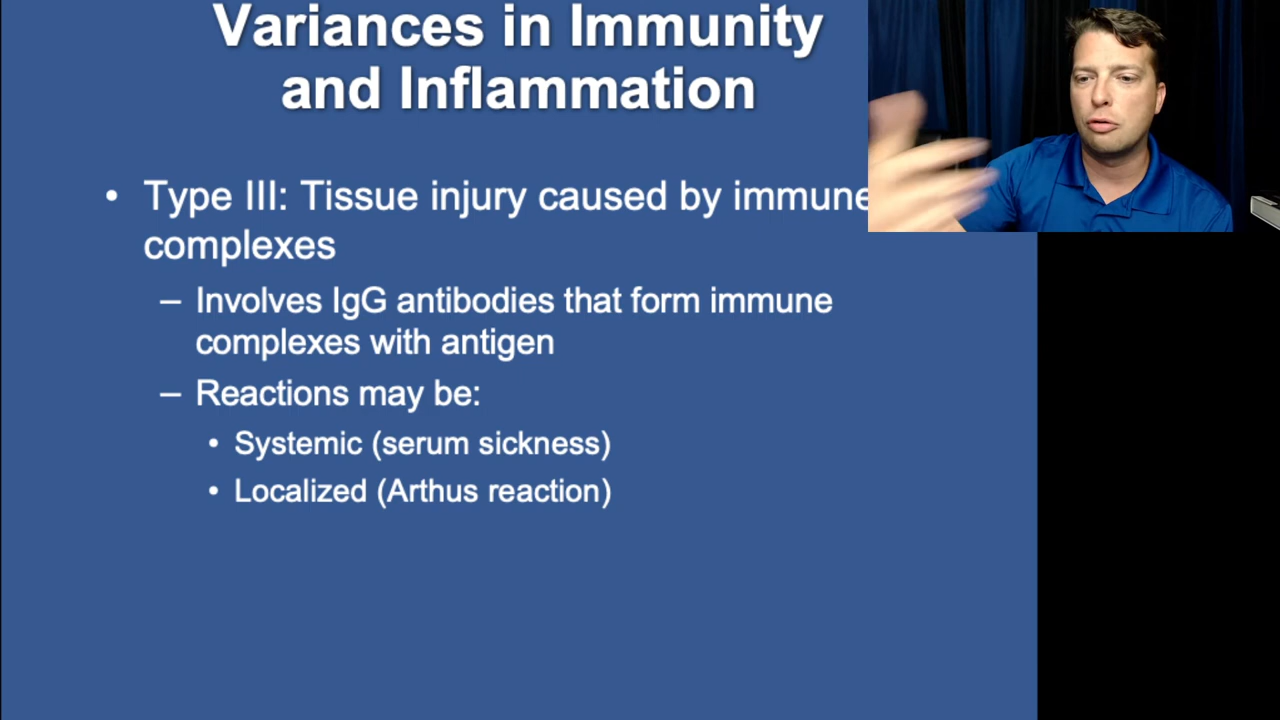 Variances in Immunity
and Inflammation
• Type III: Tissue injury caused by immune
complexes
– Involves IgG antibodies that form immune
complexes with antigen
– Reactions may be:
• Systemic (serum sickness)
• Localized (Arthus reaction)